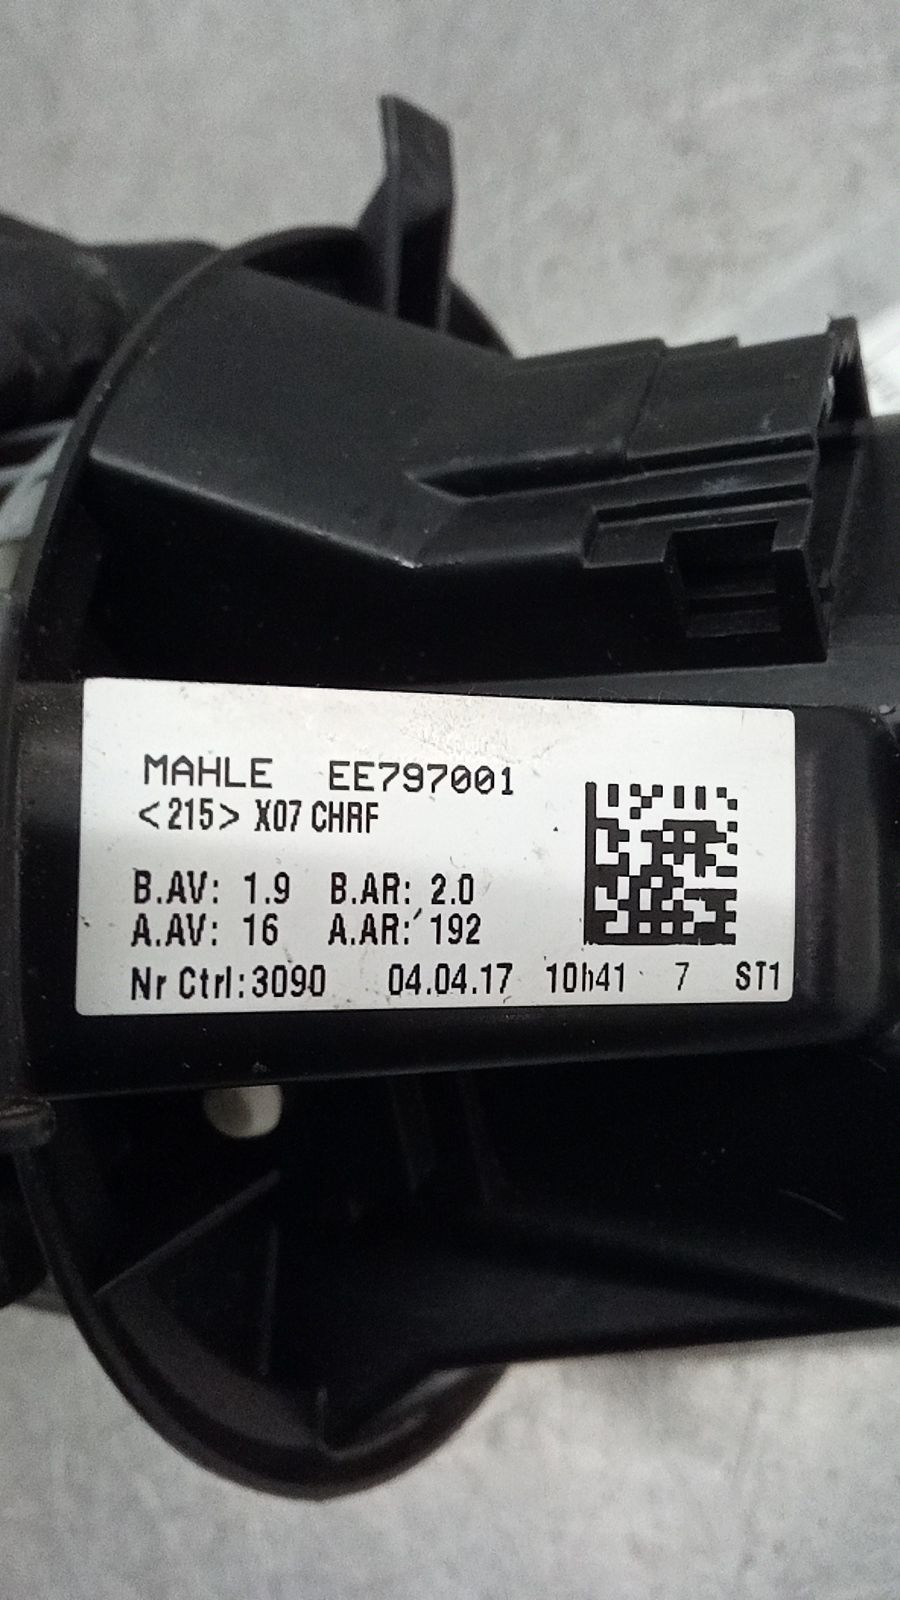 MAHLE EE797001
<215> X07 CHRF
B.AV: 1.9 B.AR: 2.0
A.AV: 16 A.AR: 192
Nr Ctrl:3090 04.04.17 10h41 7 ST1